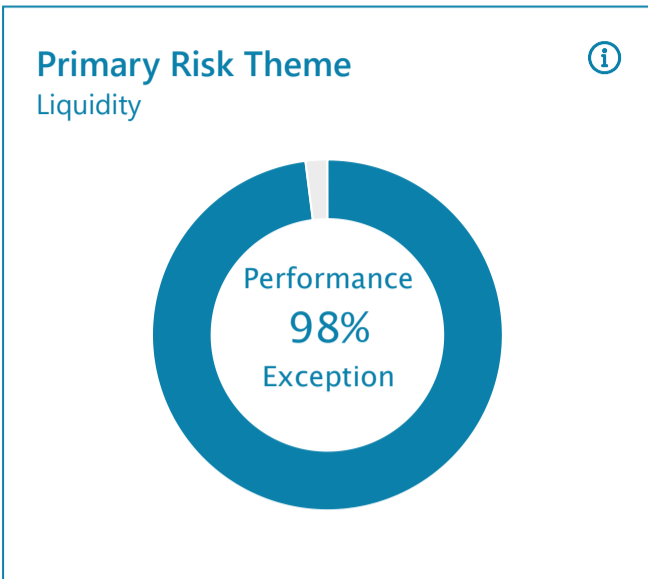 Primary Risk Theme
Liquidity
Performance
98%
Exception